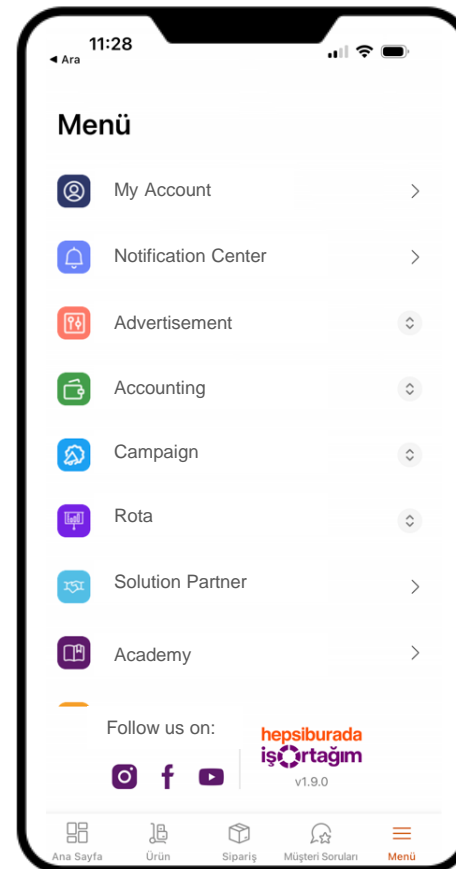 11:28
◄ Ara
Menü
My Account
Notification Center
Advertisement
Accounting
Campaign
Rota
Solution Partner
Academy
Follow us on:
hepsiburada
işOrtağım
v1.9.0
Ana Sayfa
Ürün
Sipariş
Müşteri Soruları
Menü